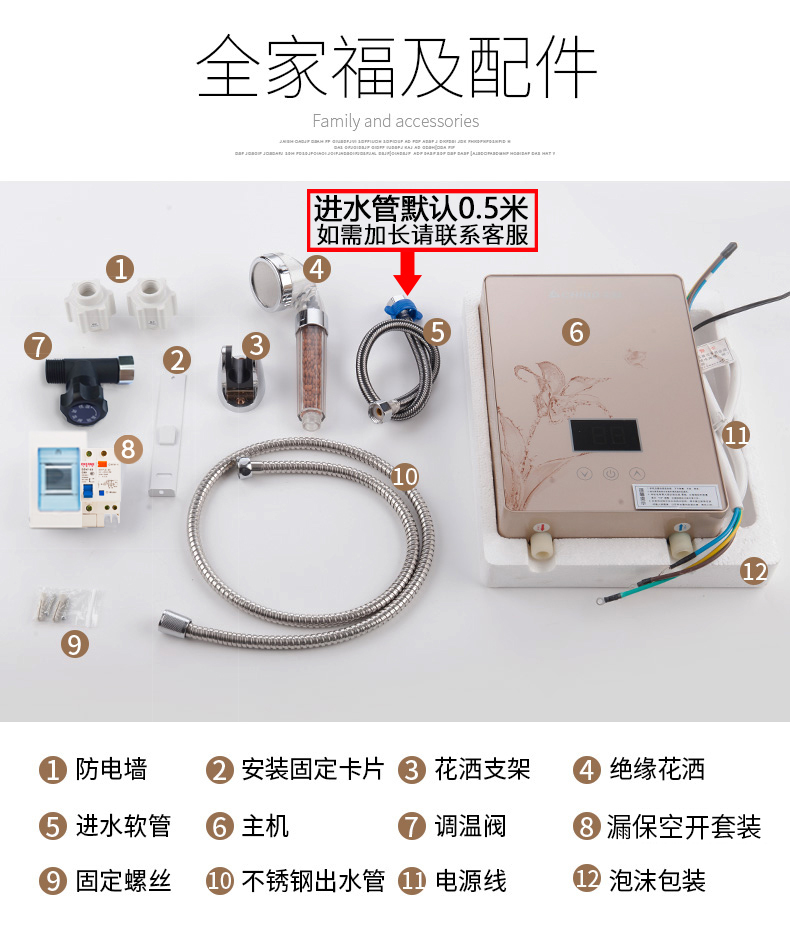 全家福及配件
Family and accessories
进水管默认0.5米
如需加长请联系客服
1
4
7
2
3
5
6
8
10
11
12
9
1 防电墙
2 安装固定卡片
3 花洒支架
4 绝缘花洒
5 进水软管
6 主机
7 调温阀
8 漏保空开套装
9 固定螺丝
10 不锈钢出水管
11 电源线
12 泡沫包装